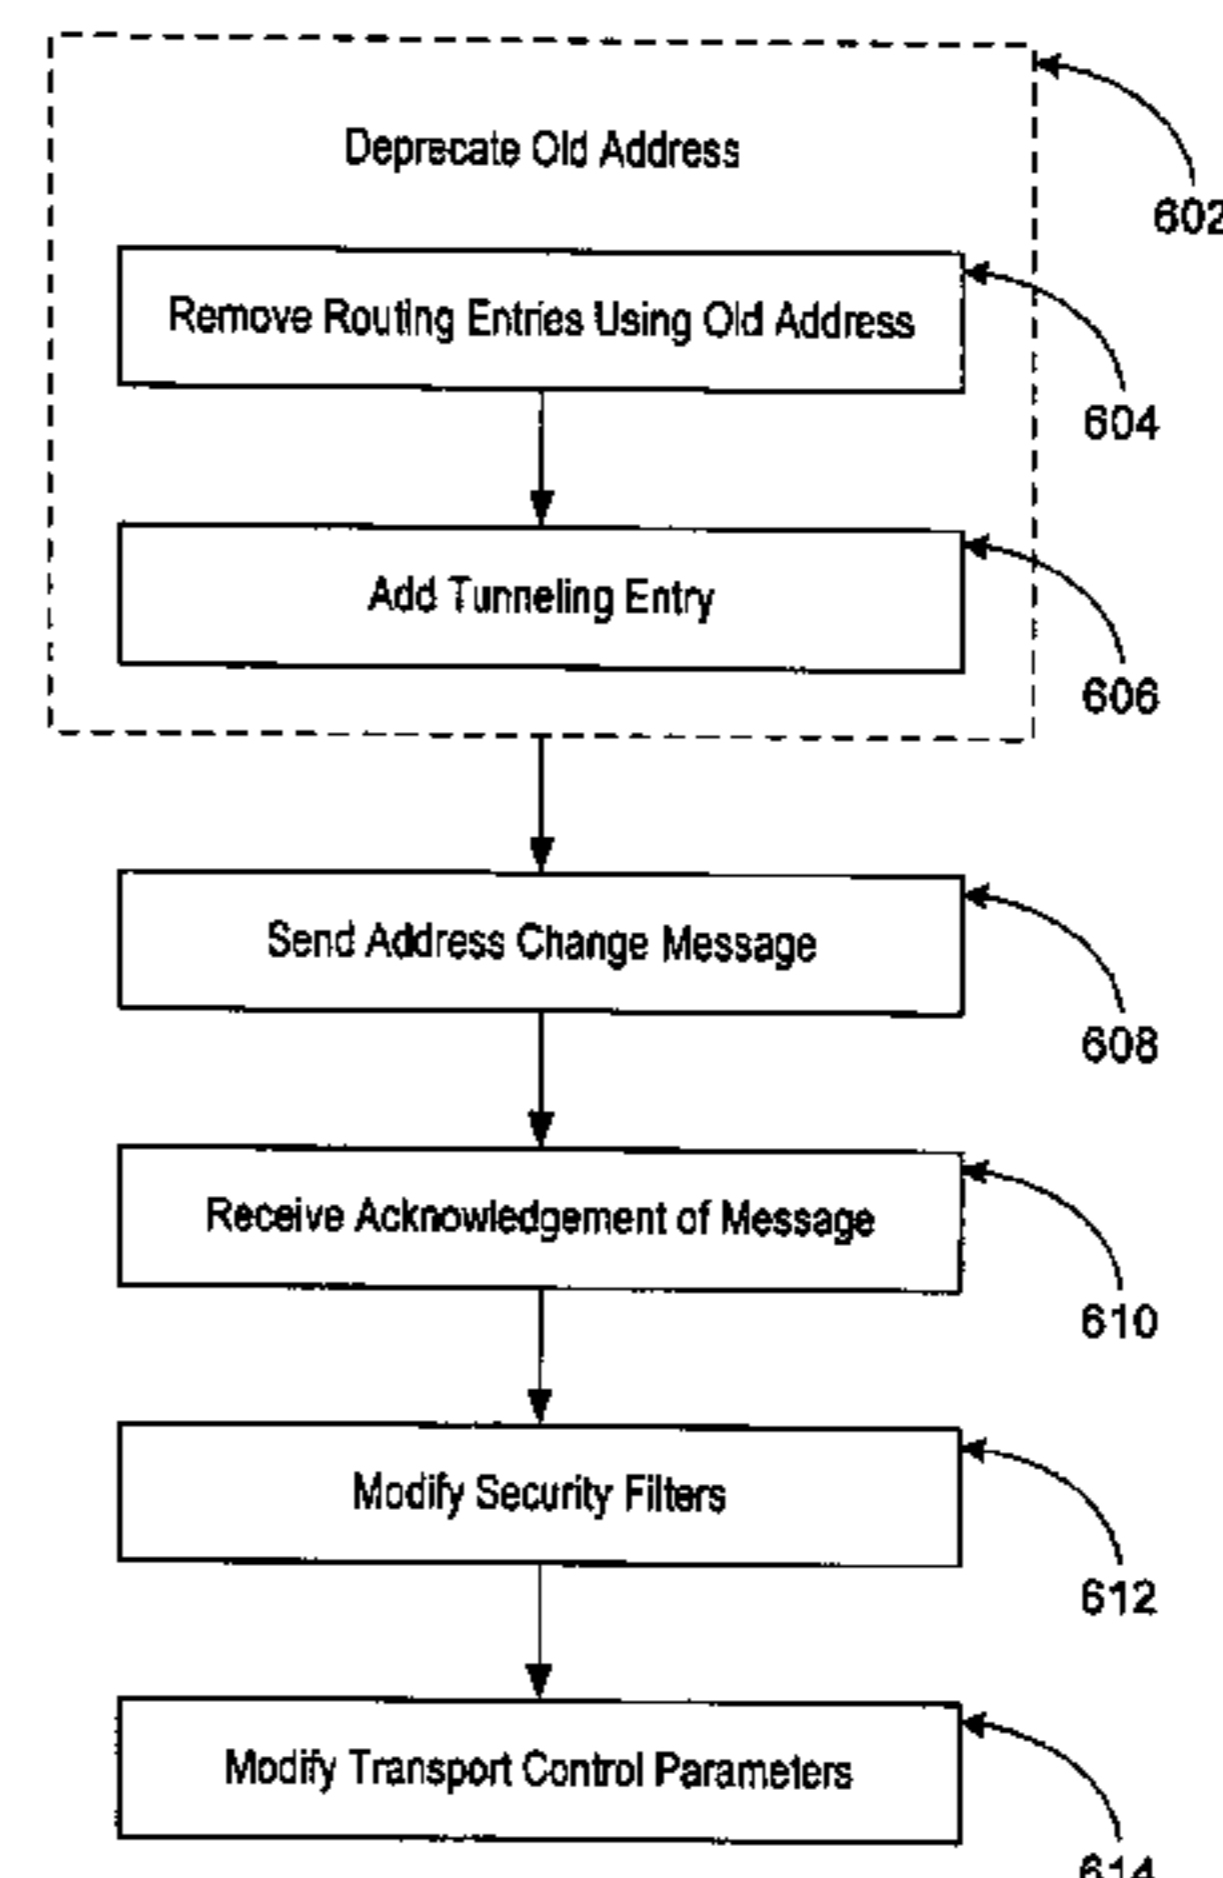 Deprecate Old Address
602
Remove Routing Entries Using Old Address
604
Add Tunneling Entry
606
Send Address Change Message
608
Receive Acknowledgement of Message
610
Modify Security Filters
612
Modify Transport Control Parameters
614